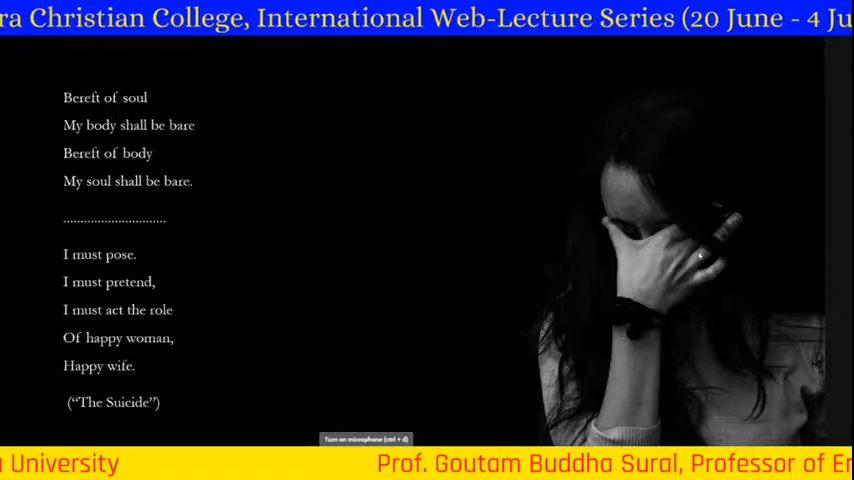 ra Christian College, International Web-Lecture Series (20 June - 4 Ju
Bereft of soul
My body shall be bare
Bereft of body
My soul shall be bare.
..............................
I must pose.
I must pretend,
I must act the role
Of happy woman,
Happy wife.
(“The Suicide”)
Turn on microphone (ctrl + d)
University
Prof. Goutam Buddha Sural, Professor of En